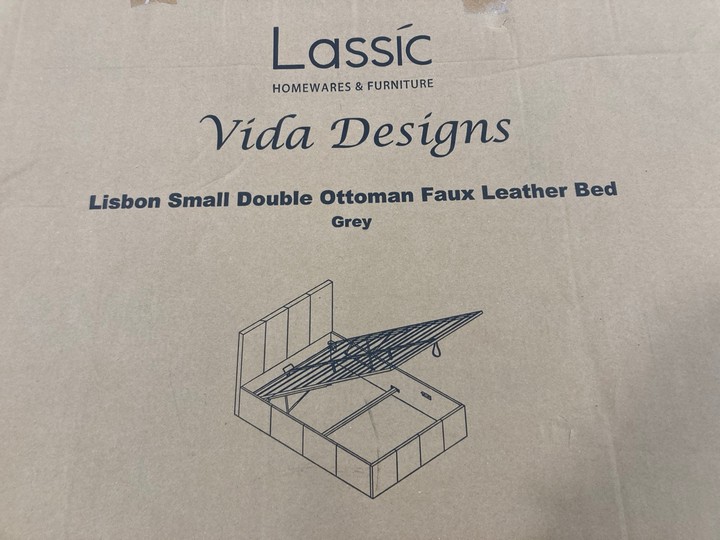 Lassic
HOMEWARES & FURNITURE
Vida Designs
Lisbon Small Double Ottoman Faux Leather Bed
Grey